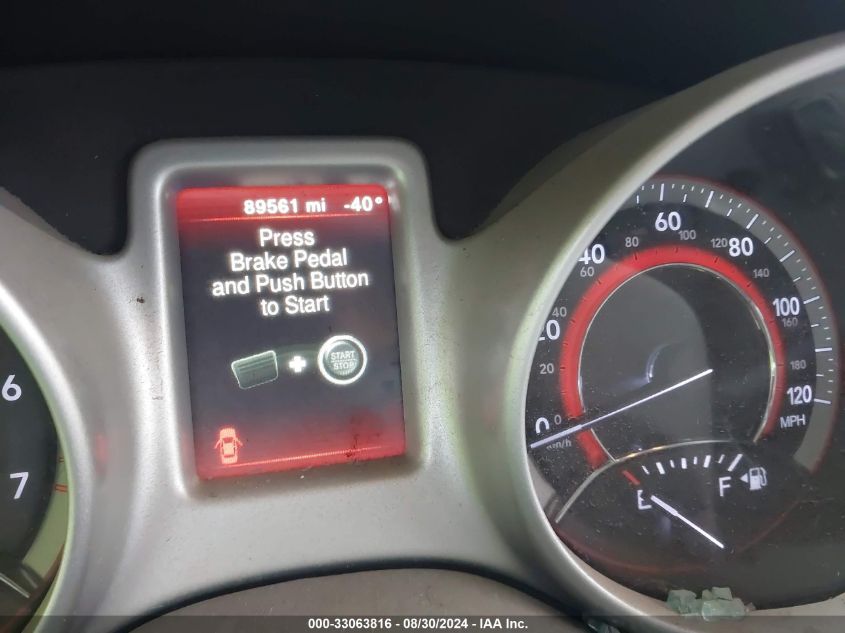 89561 mi -40°
Press
Brake Pedal
and Push Button
to Start
START
STOP
6
7
0
20
40
60
80
100
120
MPH
0
20
40
60
80
100
120
140
160
180
km/h
E
F
000-33063816 - 08/30/2024 - IAA Inc.